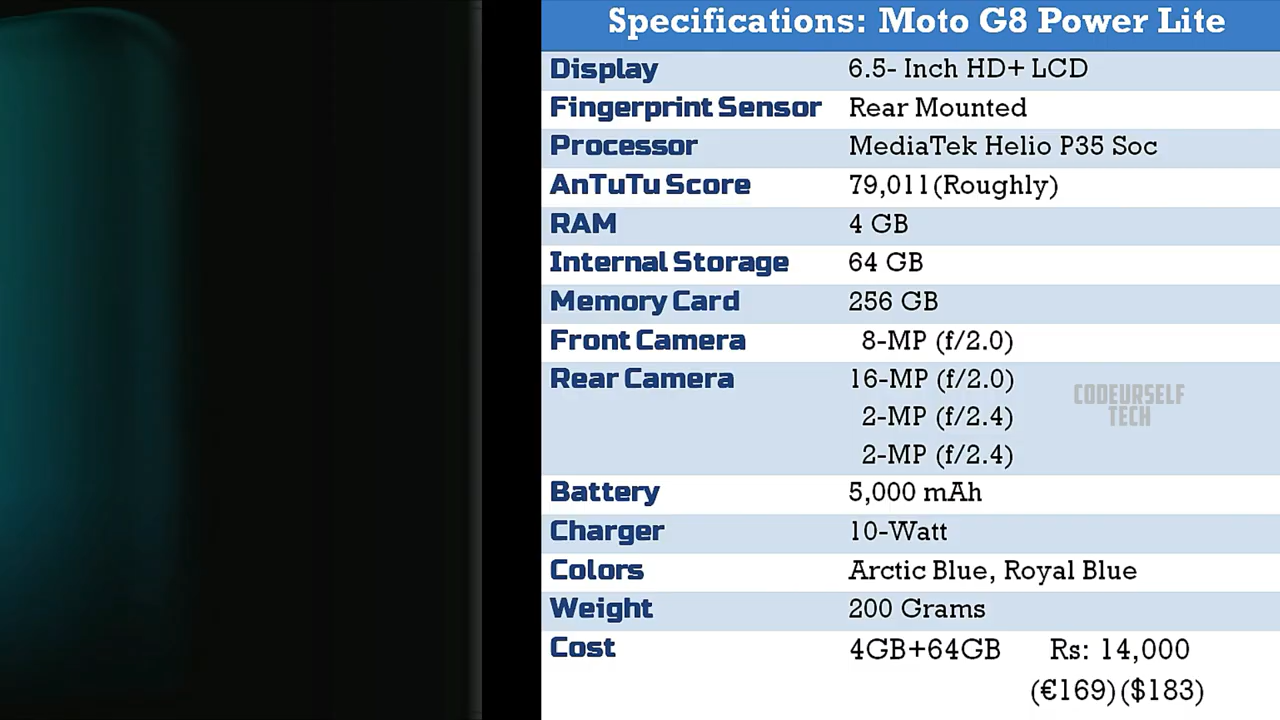 Specifications: Moto G8 Power Lite
Display 6.5- Inch HD+ LCD
Fingerprint Sensor Rear Mounted
Processor MediaTek Helio P35 Soc
AnTuTu Score 79,011(Roughly)
RAM 4 GB
Internal Storage 64 GB
Memory Card 256 GB
Front Camera 8-MP (f/2.0)
Rear Camera 16-MP (f/2.0)
2-MP (f/2.4)
2-MP (f/2.4)
CODEURSELF
TECH
Battery 5,000 mAh
Charger 10-Watt
Colors Arctic Blue, Royal Blue
Weight 200 Grams
Cost 4GB+64GB Rs: 14,000
(€169)($183)